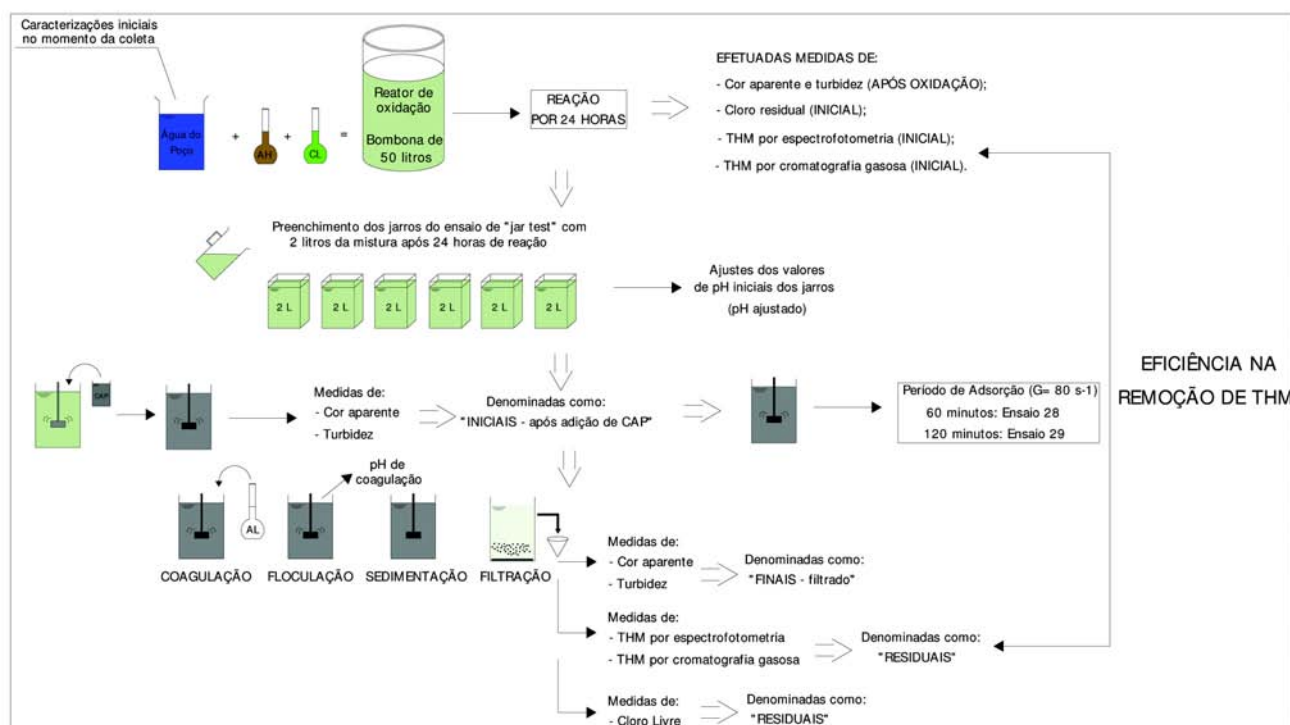 Caracterizações iniciais
no momento da coleta
Água do
Poço
+
AH
+
CL
=
Reator de
oxidação
Bombona de
50 litros
REAÇÃO
POR 24 HORAS
EFETUADAS MEDIDAS DE:
- Cor aparente e turbidez (APÓS OXIDAÇÃO);
- Cloro residual (INICIAL);
- THM por espectrofotometria (INICIAL);
- THM por cromatografia gasosa (INICIAL).
Preenchimento dos jarros do ensaio de "jar test" com
2 litros da mistura após 24 horas de reação
2 L
2 L
2 L
2 L
2 L
2 L
Ajustes dos valores
de pH iniciais dos jarros
(pH ajustado)
EFICIÊNCIA NA
REMOÇÃO DE THM
CAP
Medidas de:
- Cor aparente
- Turbidez
Denominadas como:
"INICIAIS - após adição de CAP"
Período de Adsorção (G= 80 s-1)
60 minutos: Ensaio 28
120 minutos: Ensaio 29
AL
pH de
coagulação
COAGULAÇÃO
FLOCULAÇÃO
SEDIMENTAÇÃO
FILTRAÇÃO
Medidas de:
- Cor aparente
- Turbidez
Denominadas como:
"FINAIS - filtrado"
Medidas de:
- THM por espectrofotometria
- THM por cromatografia gasosa
Denominadas como:
"RESIDUAIS"
Medidas de:
- Cloro Livre
Denominadas como:
"RESIDUAIS"